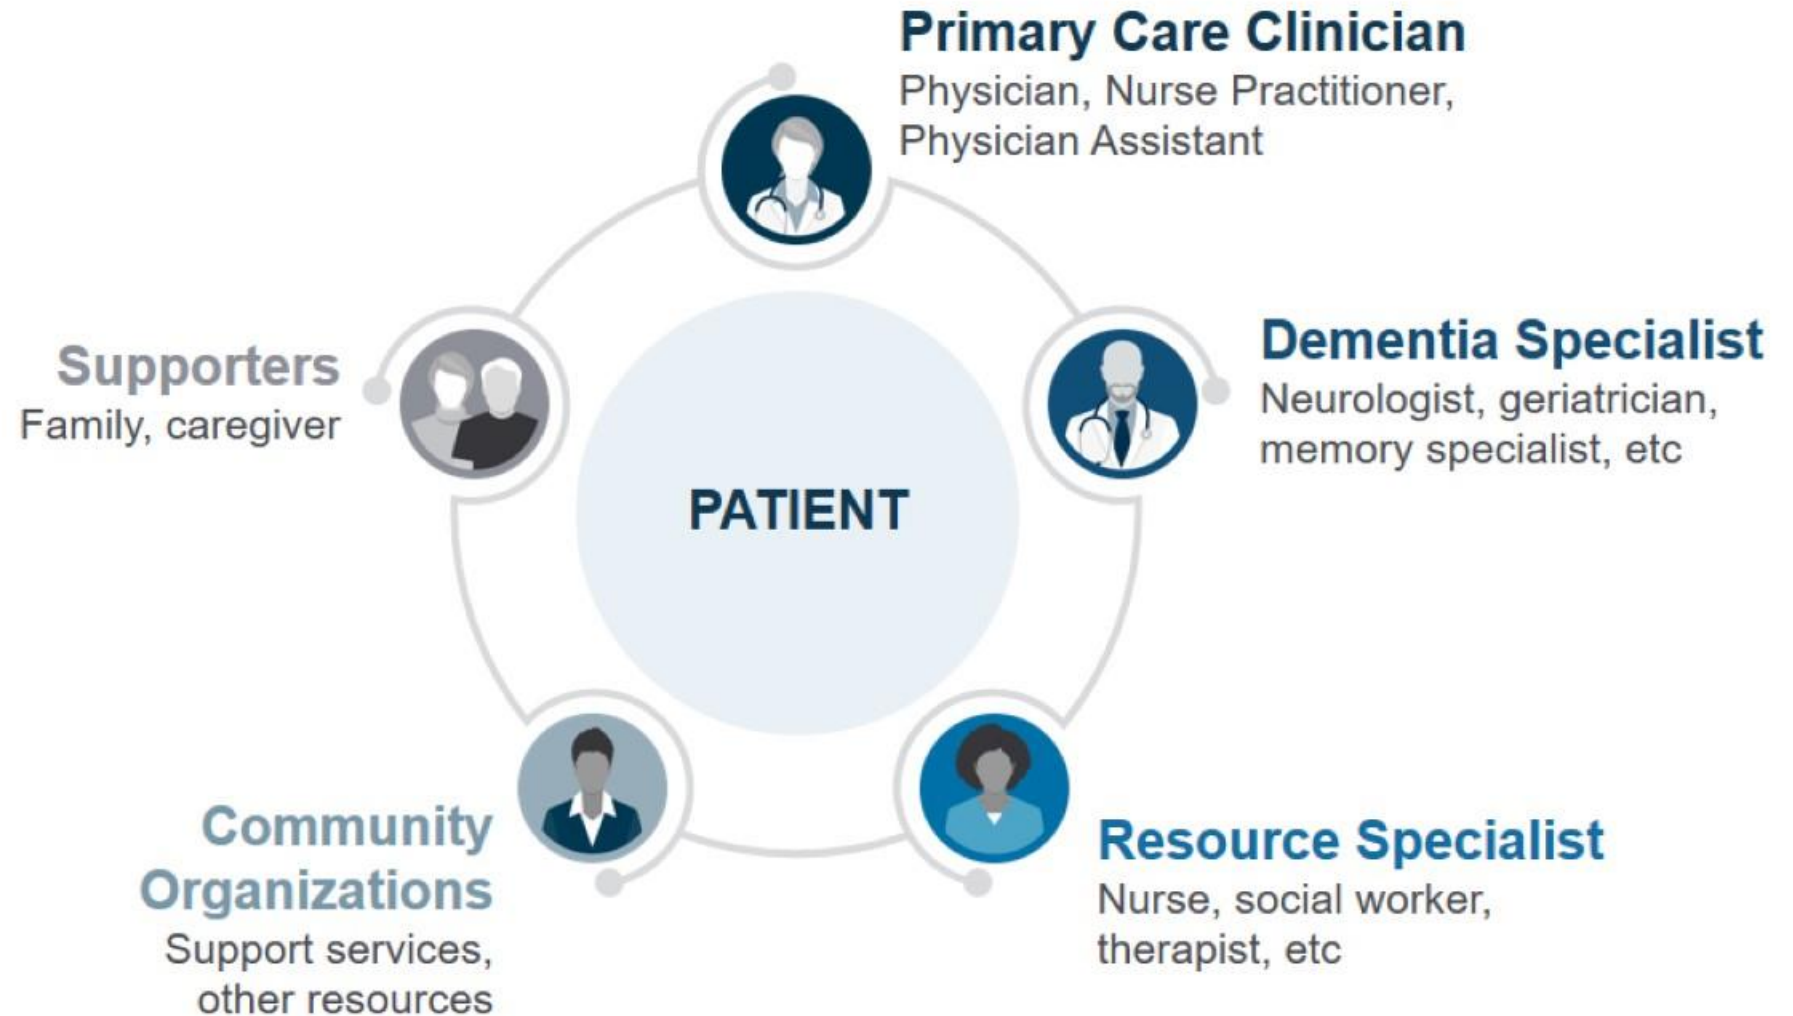 Primary Care Clinician
Physician, Nurse Practitioner,
Physician Assistant
Supporters
Family, caregiver
Dementia Specialist
Neurologist, geriatrician,
memory specialist, etc
PATIENT
Community
Organizations
Support services,
other resources
Resource Specialist
Nurse, social worker,
therapist, etc